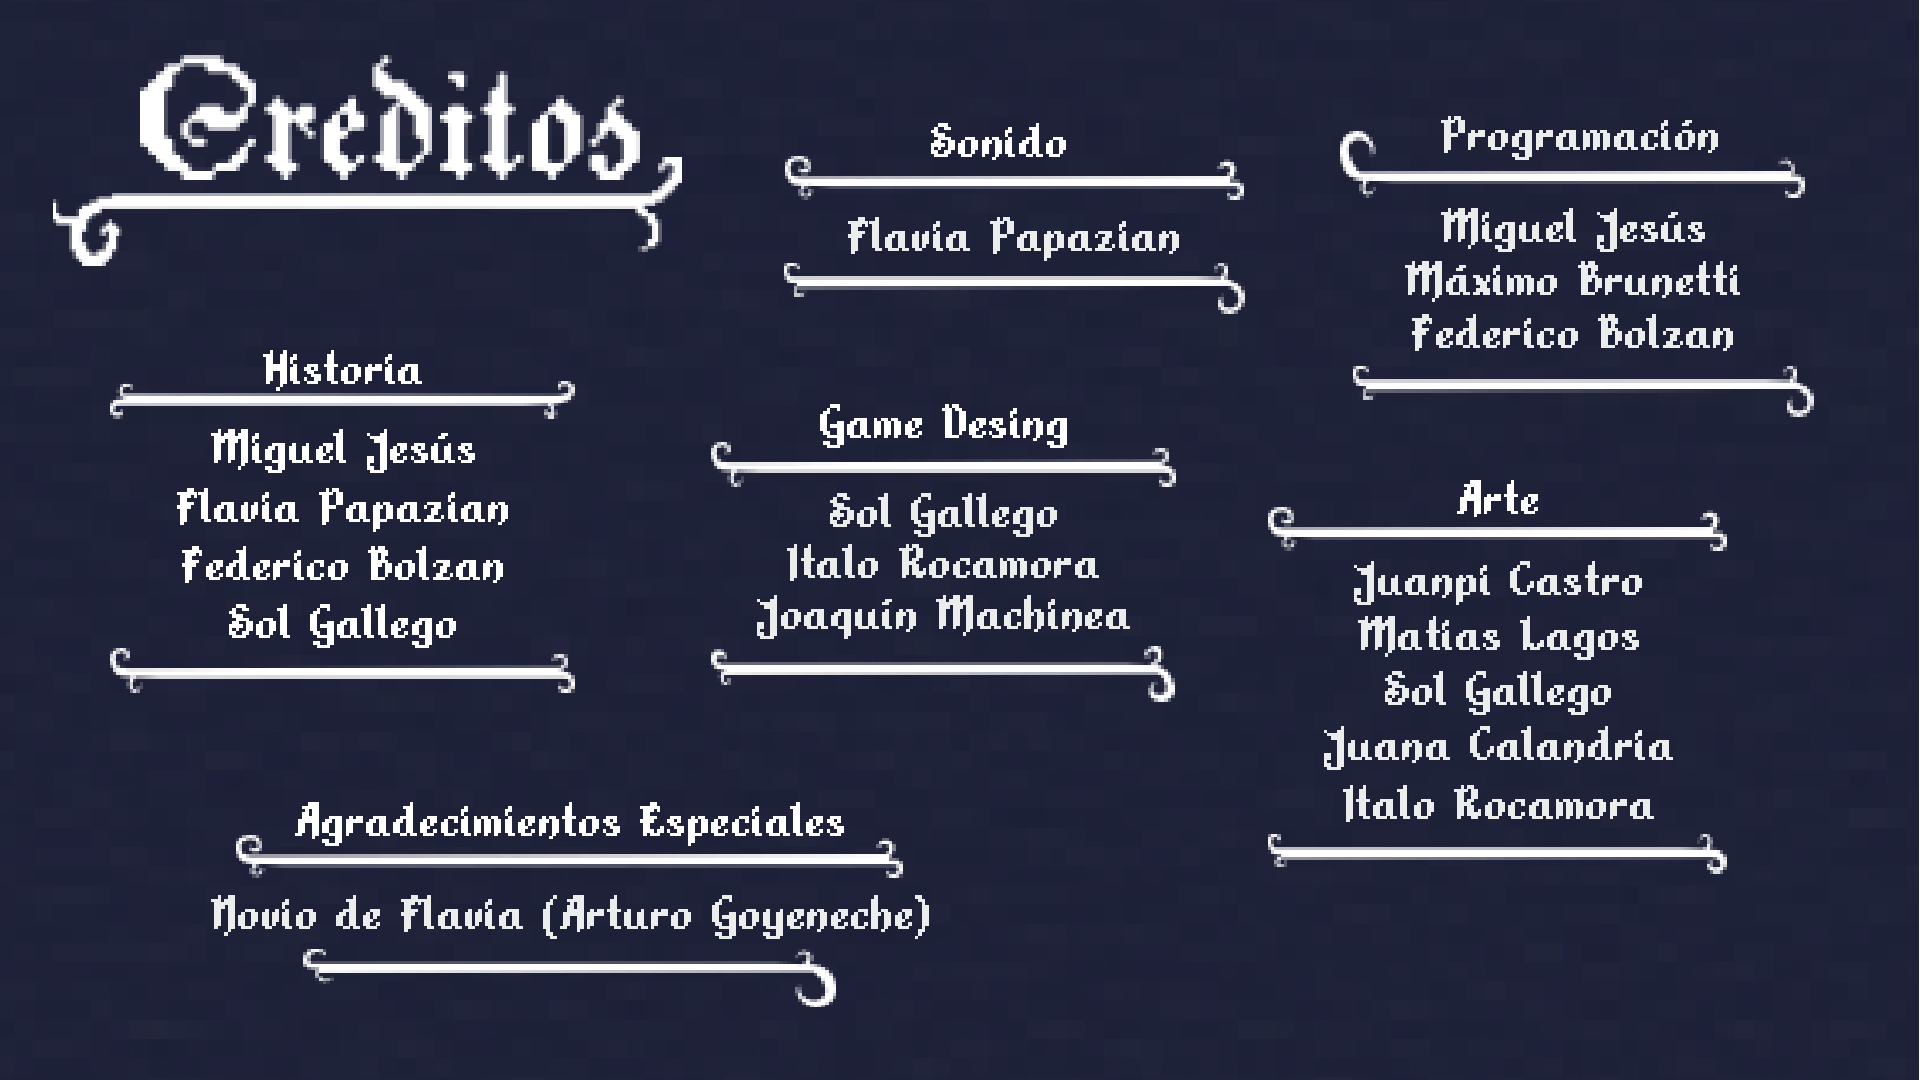 Creditos
Historia
Miguel Jesús
Flavia Papazian
Federico Bolzan
Sol Gallego
Sonido
Flavia Papazian
Game Desing
Sol Gallego
Italo Rocamora
Joaquín Machinea
Programación
Miguel Jesús
Máximo Brunetti
Federico Bolzan
Arte
Juanpi Castro
Matías Lagos
Sol Gallego
Juana Calandria
Italo Rocamora
Agradecimientos Especiales
Novio de Flavia (Arturo Goyeneche)